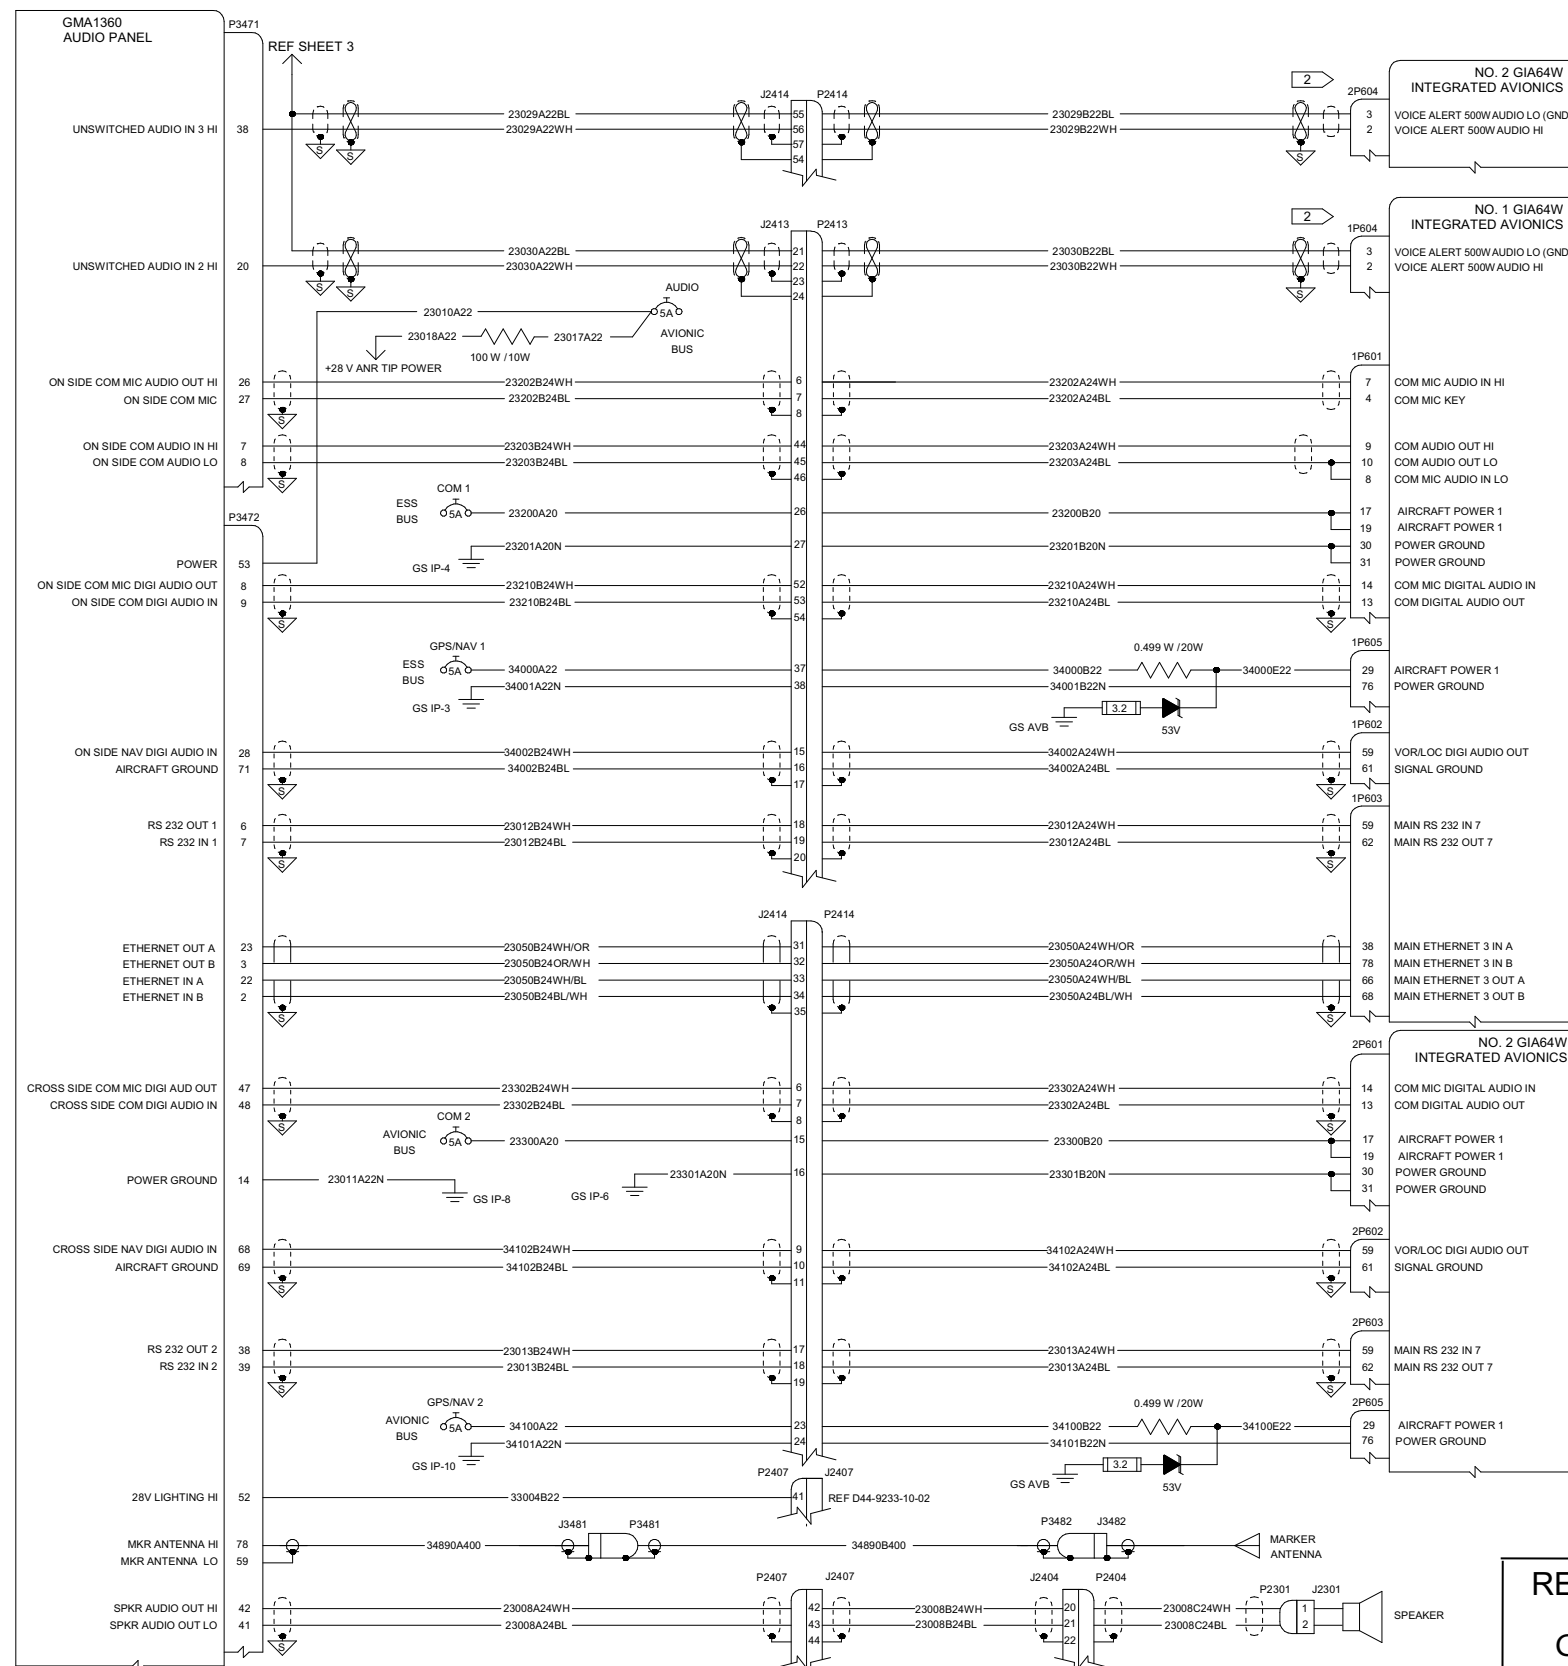 GMA1360
AUDIO PANEL
P3471
REF SHEET 3
2
NO. 2 GIA64W
INTEGRATED AVIONICS
J2414 P2414 2P604
23029A22BL 55 23029B22BL 3 VOICE ALERT 500W AUDIO LO (GND
UNSWITCHED AUDIO IN 3 HI 38 23029A22WH 56 23029B22WH 2 VOICE ALERT 500W AUDIO HI
57
S S 54 S
2
NO. 1 GIA64W
INTEGRATED AVIONICS
J2413 P2413 1P604
23030A22BL 21 23030B22BL 3 VOICE ALERT 500W AUDIO LO (GND
UNSWITCHED AUDIO IN 2 HI 20 23030A22WH 22 23030B22WH 2 VOICE ALERT 500W AUDIO HI
23
S S 24 S
AUDIO
23010A22 5A
23018A22 23017A22 AVIONIC
BUS
100 W /10W
+28 V ANR TIP POWER
1P601
ON SIDE COM MIC AUDIO OUT HI 26 23202B24WH 6 23202A24WH 7 COM MIC AUDIO IN HI
ON SIDE COM MIC 27 23202B24BL 7 23202A24BL 4 COM MIC KEY
S 8
ON SIDE COM AUDIO IN HI 7 23203B24WH 44 23203A24WH 9 COM AUDIO OUT HI
ON SIDE COM AUDIO LO 8 23203B24BL 45 23203A24BL 10 COM AUDIO OUT LO
S 46 8 COM MIC AUDIO IN LO
COM 1
ESS
BUS
5A 23200A20 26 23200B20 17 AIRCRAFT POWER 1
P3472
19 AIRCRAFT POWER 1
23201A20N 27 23201B20N 30 POWER GROUND
POWER 53 GS IP-4 31 POWER GROUND
ON SIDE COM MIC DIGI AUDIO OUT 8 23210B24WH 52 23210A24WH 14 COM MIC DIGITAL AUDIO IN
ON SIDE COM DIGI AUDIO IN 9 23210B24BL 53 23210A24BL 13 COM DIGITAL AUDIO OUT
S 54 S
GPS/NAV 1 0.499 W /20W 1P605
ESS
BUS
5A 34000A22 37 34000B22 34000E22 29 AIRCRAFT POWER 1
34001A22N 38 34001B22N 76 POWER GROUND
GS IP-3 3.2
GS AVB 53V 1P602
ON SIDE NAV DIGI AUDIO IN 28 34002B24WH 15 34002A24WH 59 VOR/LOC DIGI AUDIO OUT
AIRCRAFT GROUND 71 34002B24BL 16 34002A24BL 61 SIGNAL GROUND
S 17 S
1P603
RS 232 OUT 1 6 23012B24WH 18 23012A24WH 59 MAIN RS 232 IN 7
RS 232 IN 1 7 23012B24BL 19 23012A24BL 62 MAIN RS 232 OUT 7
S 20 S
J2414 P2414
ETHERNET OUT A 23 23050B24WH/OR 31 23050A24WH/OR 38 MAIN ETHERNET 3 IN A
ETHERNET OUT B 3 23050B24OR/WH 32 23050A24OR/WH 78 MAIN ETHERNET 3 IN B
ETHERNET IN A 22 23050B24WH/BL 33 23050A24WH/BL 66 MAIN ETHERNET 3 OUT A
ETHERNET IN B 2 23050B24BL/WH 34 23050A24BL/WH 68 MAIN ETHERNET 3 OUT B
S 35 S
2P601
NO. 2 GIA64W
INTEGRATED AVIONICS
CROSS SIDE COM MIC DIGI AUD OUT 47 23302B24WH 6 23302A24WH 14 COM MIC DIGITAL AUDIO IN
CROSS SIDE COM DIGI AUDIO IN 48 23302B24BL 7 23302A24BL 13 COM DIGITAL AUDIO OUT
S COM 2 8 S
AVIONIC
BUS
5A 23300A20 15 23300B20 17 AIRCRAFT POWER 1
19 AIRCRAFT POWER 1
23301A20N 16 23301B20N 30 POWER GROUND
POWER GROUND 14 23011A22N GS IP-8 GS IP-6 31 POWER GROUND
2P602
CROSS SIDE NAV DIGI AUDIO IN 68 34102B24WH 9 34102A24WH 59 VOR/LOC DIGI AUDIO OUT
AIRCRAFT GROUND 69 34102B24BL 10 34102A24BL 61 SIGNAL GROUND
S 11 S
2P603
RS 232 OUT 2 38 23013B24WH 17 23013A24WH 59 MAIN RS 232 IN 7
RS 232 IN 2 39 23013B24BL 18 23013A24BL 62 MAIN RS 232 OUT 7
S 19 S
GPS/NAV 2 0.499 W /20W 2P605
AVIONIC
BUS
5A 34100A22 23 34100B22 34100E22 29 AIRCRAFT POWER 1
34101A22N 24 34101B22N 76 POWER GROUND
GS IP-10 3.2
GS AVB 53V
P2407 J2407
28V LIGHTING HI 52 33004B22 41 REF D44-9233-10-02
J3481 P3481 P3482 J3482
MKR ANTENNA HI 78 34890A400 34890B400 MARKER
ANTENNA
MKR ANTENNA LO 59
P2407 J2407 J2404 P2404 P2301 J2301
SPKR AUDIO OUT HI 42 23008A24WH 42 23008B24WH 20 23008C24WH 1
SPKR AUDIO OUT LO 41 23008A24BL 43 23008B24BL 21 23008C24BL 2 SPEAKER
S 44 22